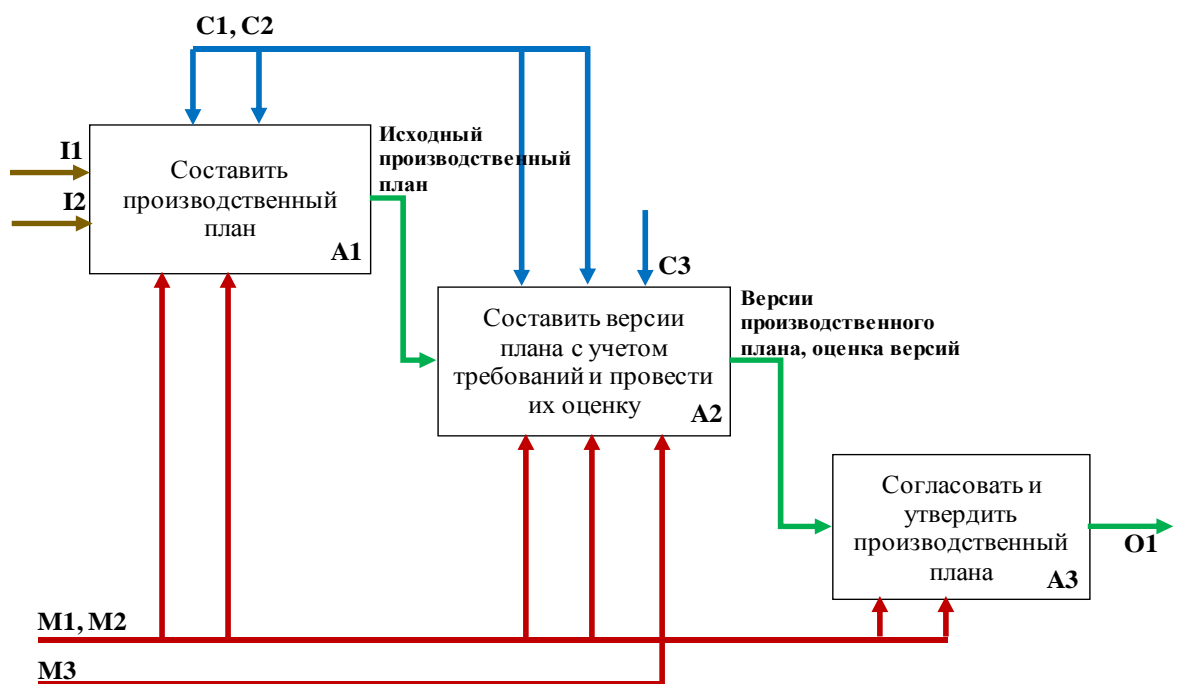 C1, C2
I1
I2
Составить
производственный
план
A1
Исходный
производственный
план
C3
Составить версии
плана с учетом
требований и провести
их оценку
A2
Версии
производственного
плана, оценка версий
Согласовать и
утвердить
производственный
плана
A3
O1
M1, M2
M3